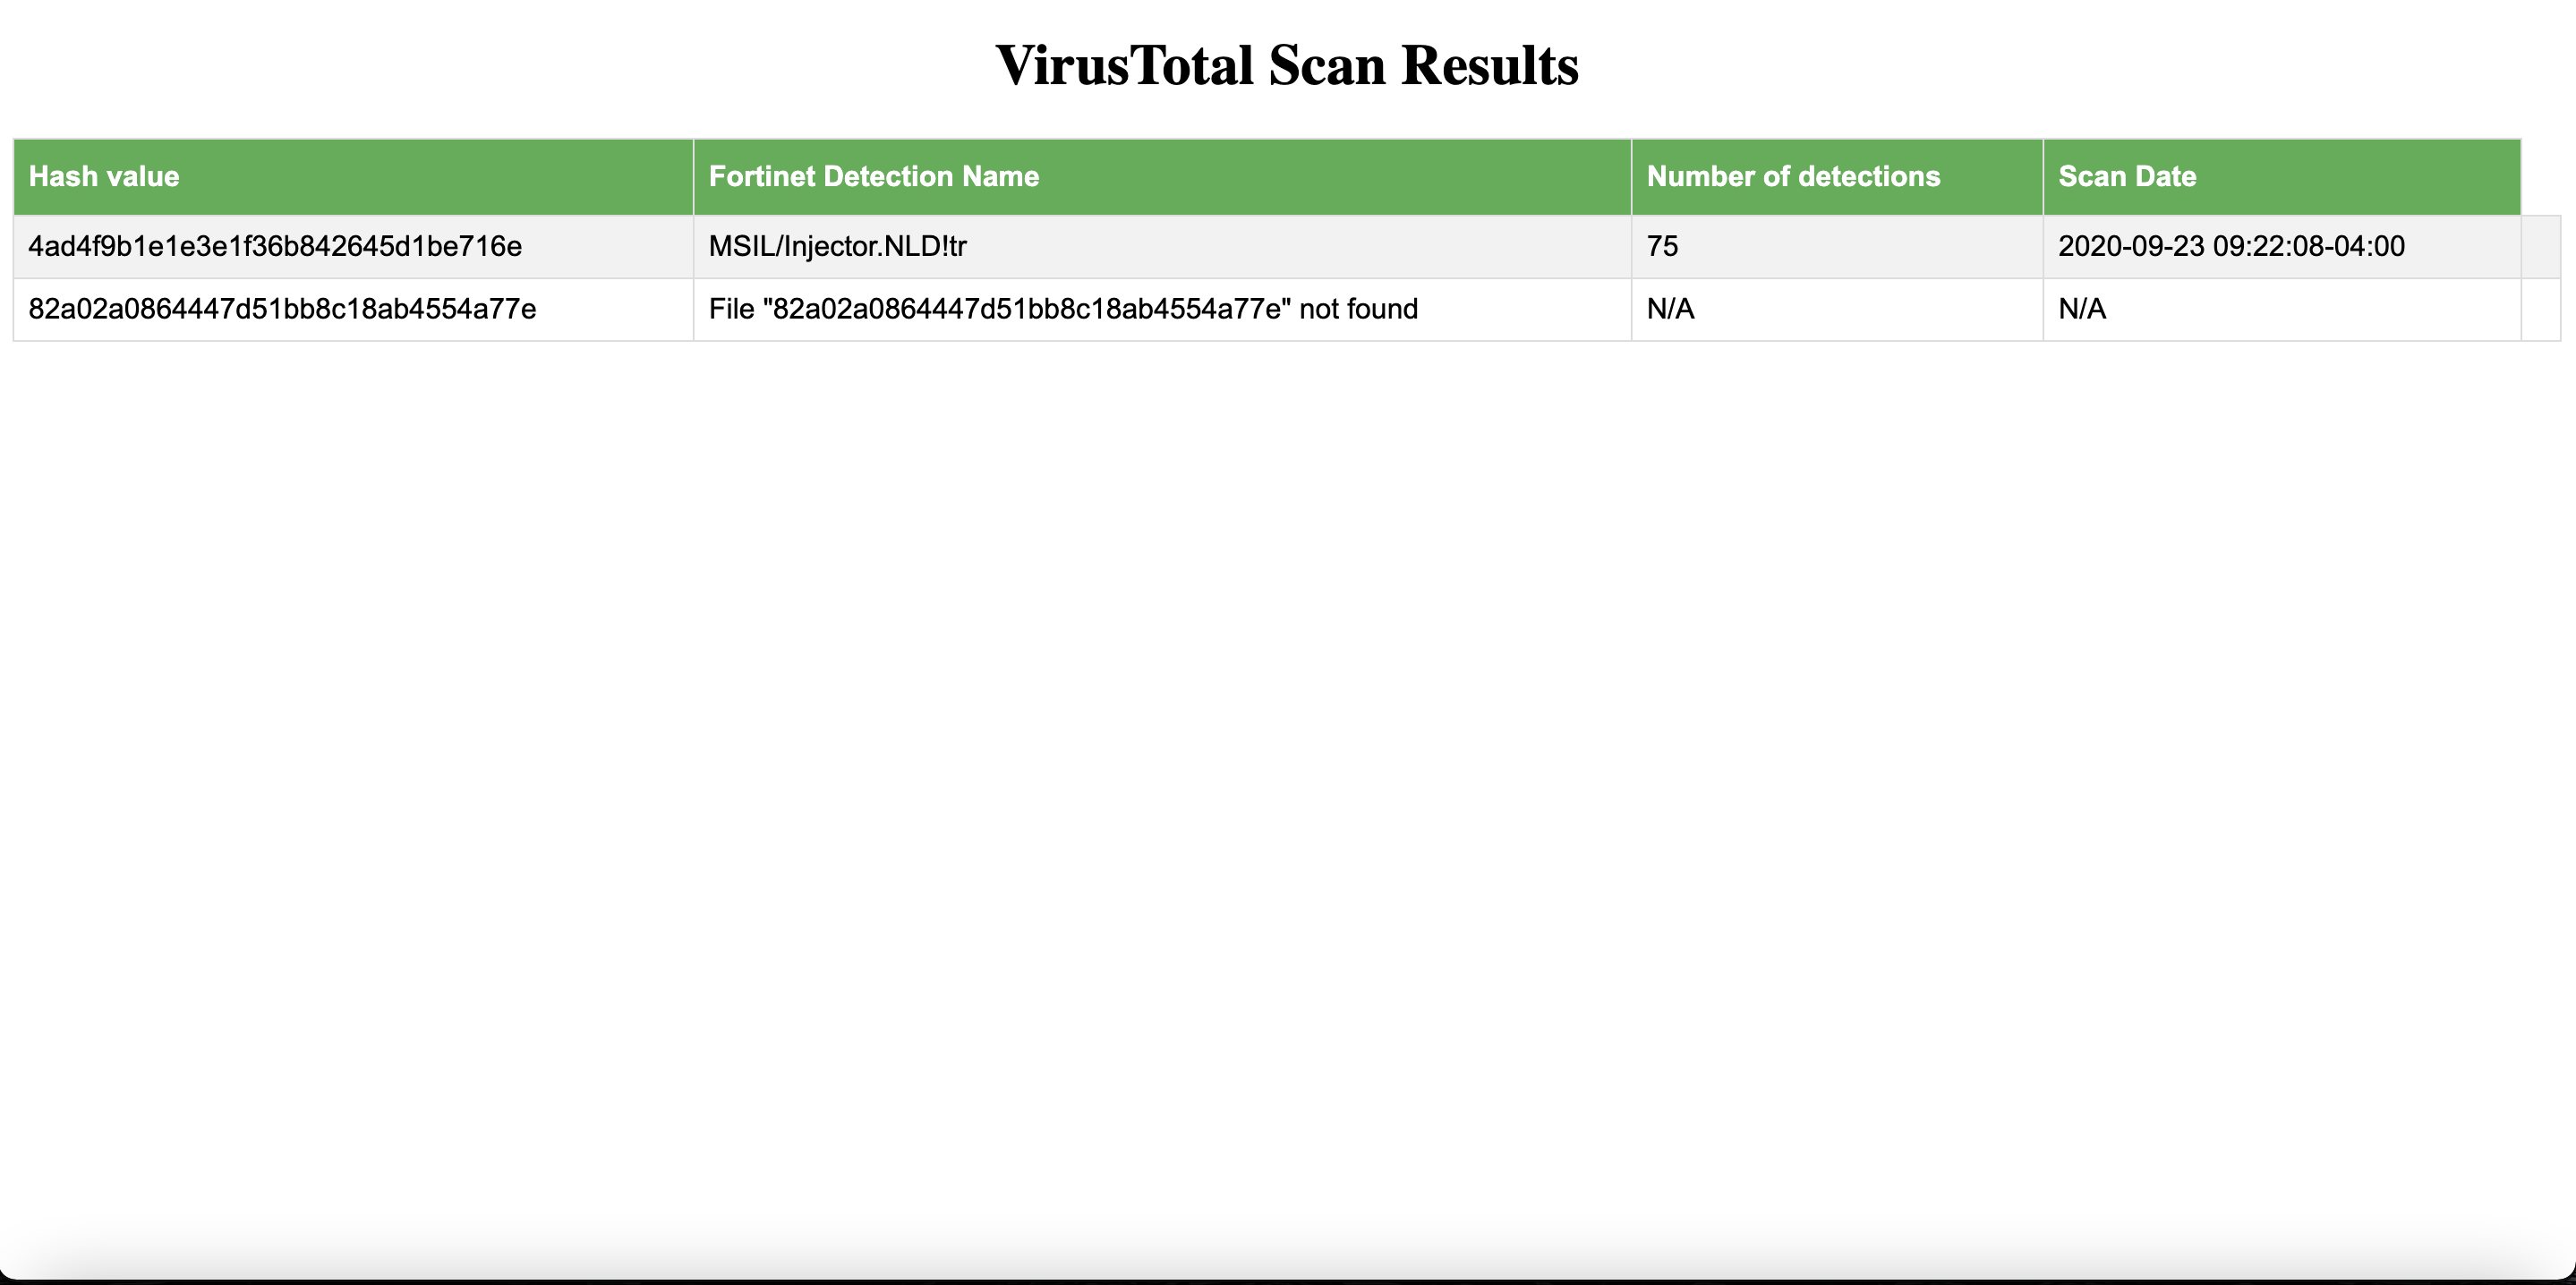 VirusTotal Scan Results
Hash value Fortinet Detection Name Number of detections Scan Date
4ad4f9b1e1e3e1f36b842645d1be716e MSIL/Injector.NLD!tr 75 2020-09-23 09:22:08-04:00
82a02a0864447d51bb8c18ab4554a77e File "82a02a0864447d51bb8c18ab4554a77e" not found N/A N/A